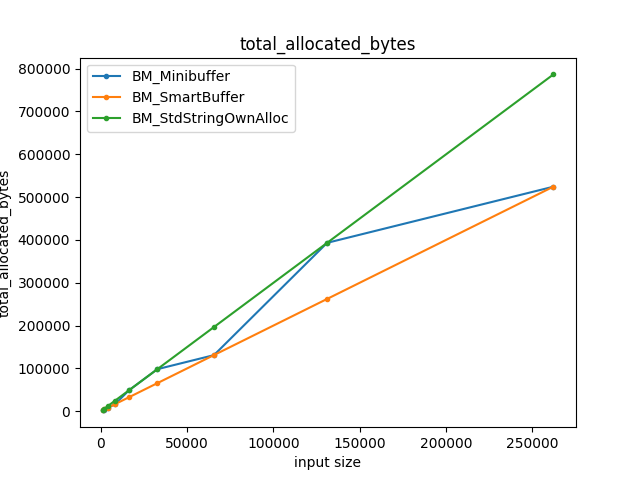 total_allocated_bytes
BM_Minibuffer
BM_SmartBuffer
BM_StdStringOwnAlloc
total_allocated_bytes
800000
700000
600000
500000
400000
300000
200000
100000
0
0 50000 100000 150000 200000 250000
input size